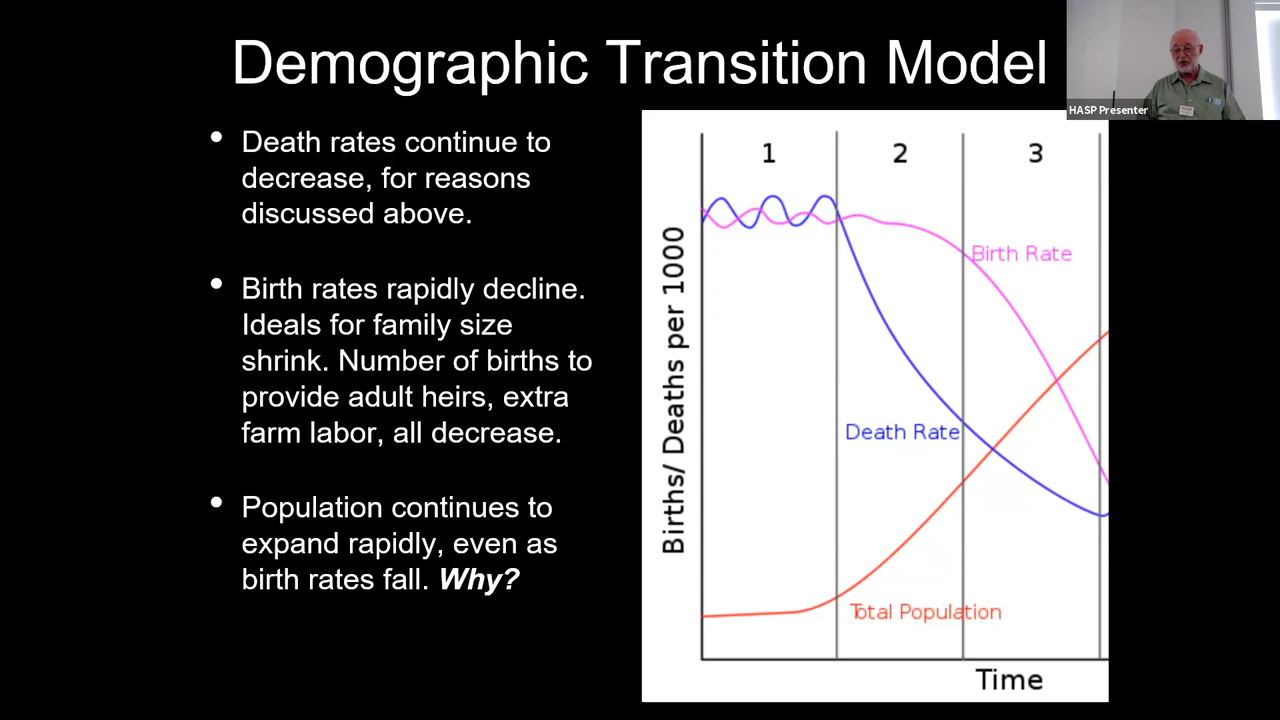 Demographic Transition Model
HASP Presenter
• Death rates continue to
decrease, for reasons
discussed above.
• Birth rates rapidly decline.
Ideals for family size
shrink. Number of births to
provide adult heirs, extra
farm labor, all decrease.
• Population continues to
expand rapidly, even as
birth rates fall. Why?
1 2 3
Births/ Deaths per 1000
Birth Rate
Death Rate
Total Population
Time